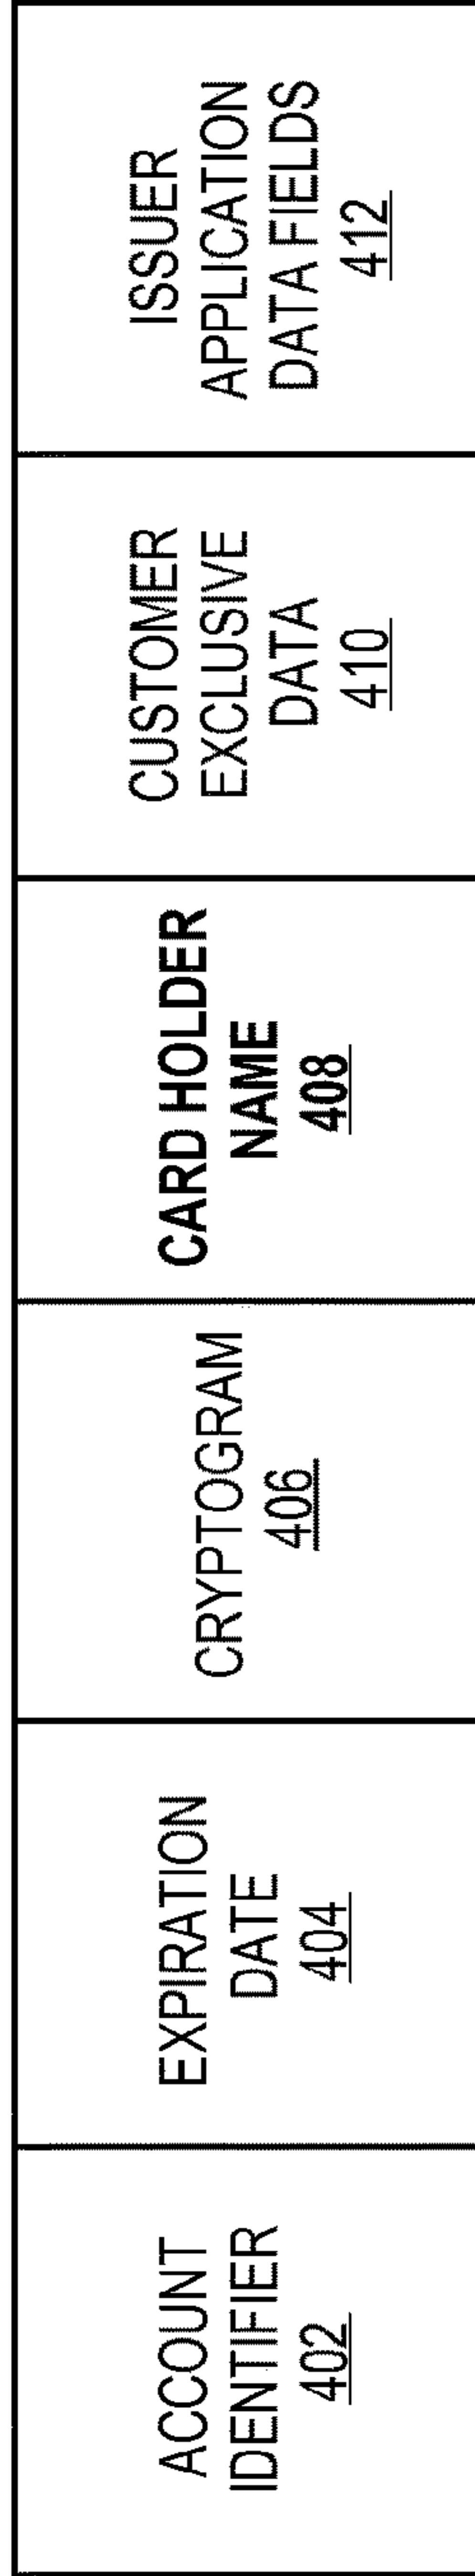 ACCOUNT
IDENTIFIER
402
EXPIRATION
DATE
404
CRYPTOGRAM
406
CARD HOLDER
NAME
408
CUSTOMER
EXCLUSIVE
DATA
410
ISSUER
APPLICATION
DATA FIELDS
412